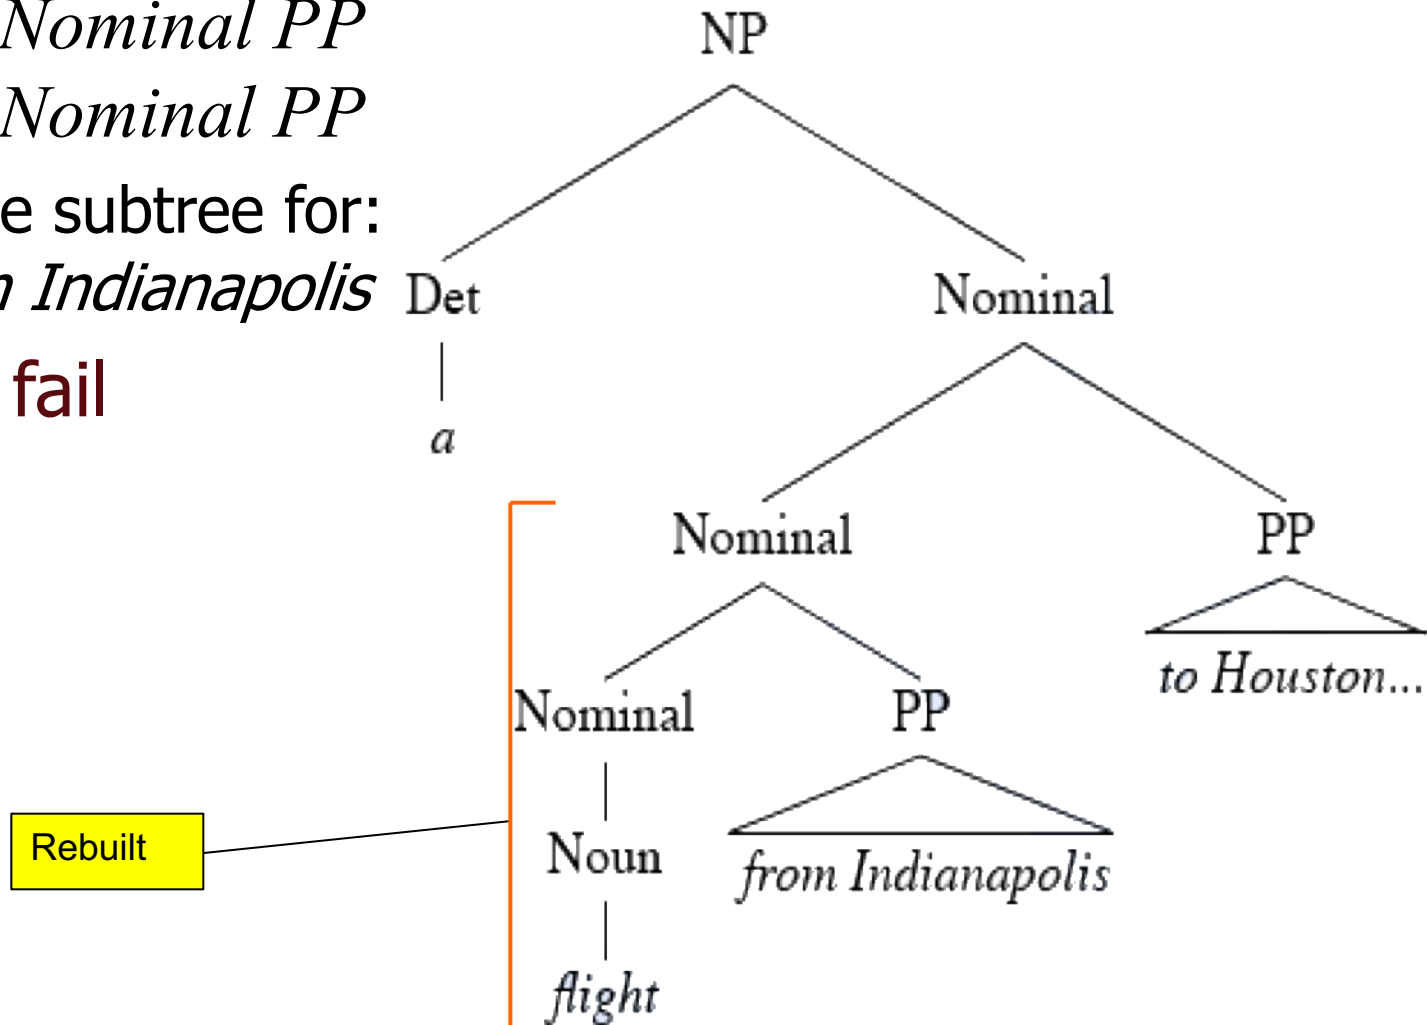 Nominal PP
Nominal PP
e subtree for:
Indianapolis
fail
NP
Det
Nominal
a
Nominal
PP
to Houston...
Nominal
PP
Noun
from Indianapolis
flight
Rebuilt